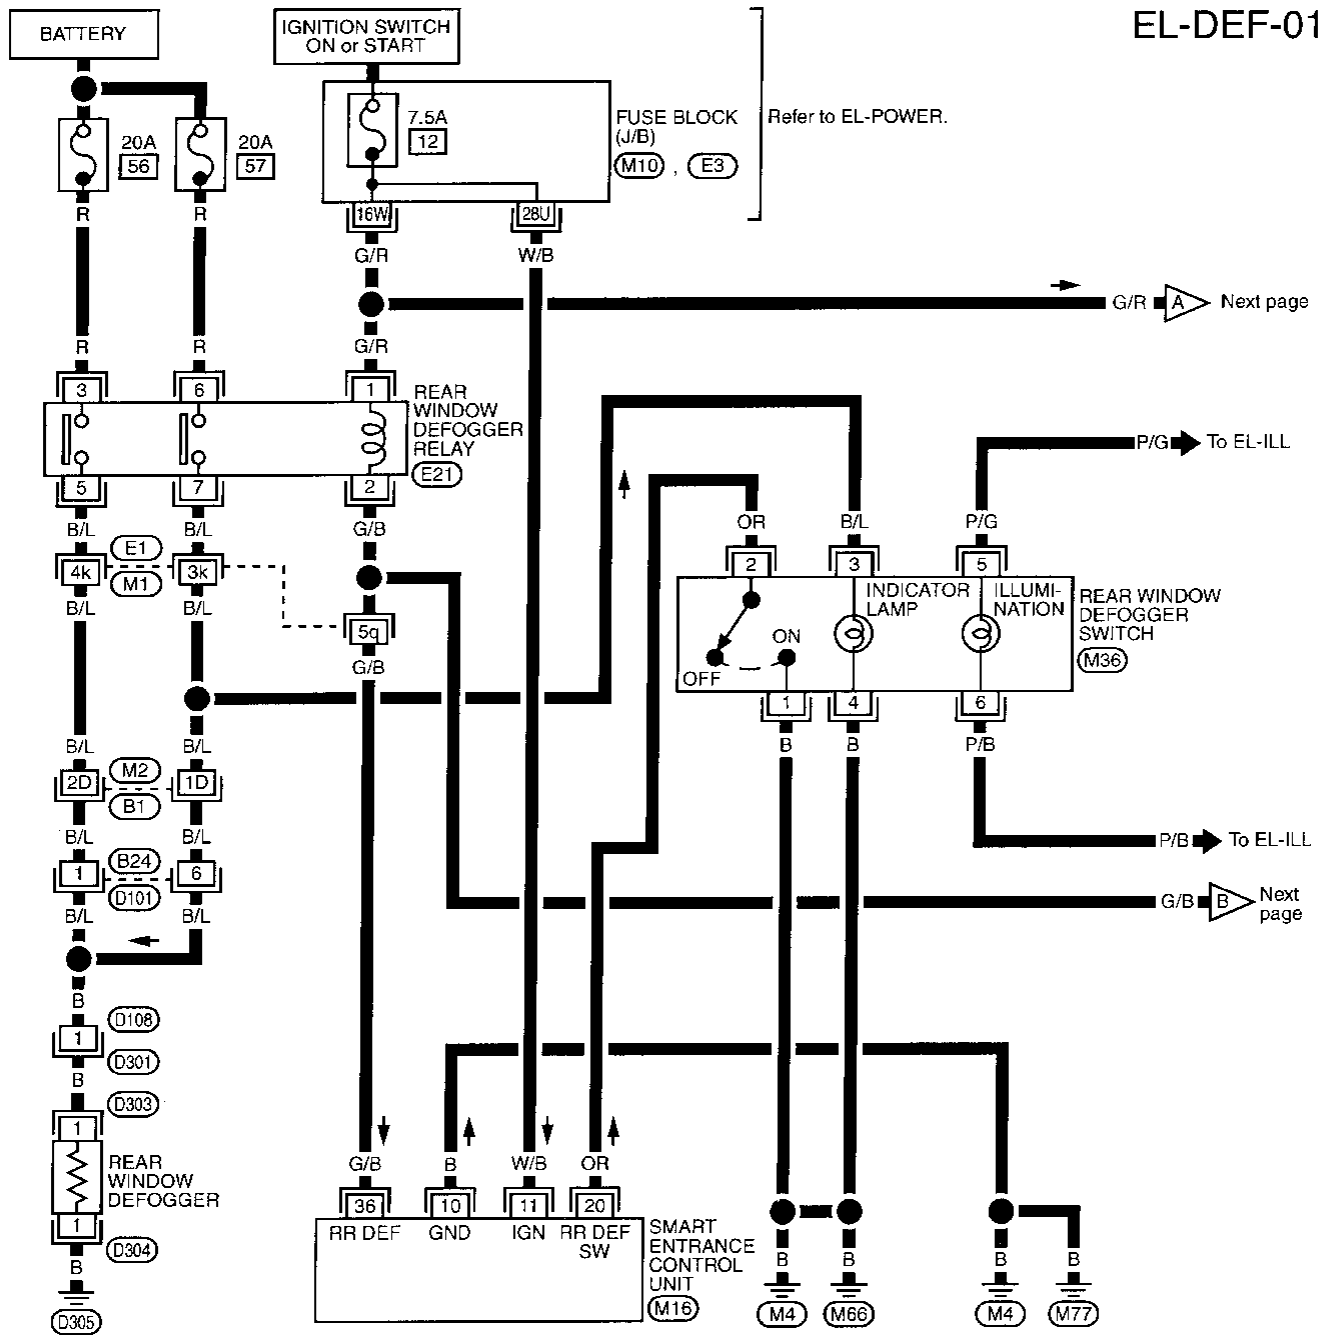 EL-DEF-01
BATTERY
IGNITION SWITCH
ON or START
20A
56
20A
57
7.5A
12
FUSE BLOCK
(J/B)
M10 , E3
Refer to EL-POWER.
R
R
16W
28U
G/R
W/B
G/R
A
Next page
R
R
G/R
3
6
1
REAR
WINDOW
DEFOGGER
RELAY
E21
5
7
2
P/G
To EL-ILL
B/L
B/L
G/B
OR
B/L
P/G
E1
4k
3k
M1
2
3
5
B/L
B/L
5q
G/B
INDICATOR
LAMP
ILLUMI-
NATION
REAR WINDOW
DEFOGGER
SWITCH
M36
ON
OFF
1
4
6
B
B
P/B
B/L
B/L
M2
2D
1D
B1
B/L
B/L
P/B
To EL-ILL
B24
1
6
D101
B/L
B/L
G/B
B
Next
page
B
D108
1
D301
B
D303
1
REAR
WINDOW
DEFOGGER
1
D304
B
D305
G/B
B
W/B
OR
36
10
11
20
RR DEF
GND
IGN
RR DEF
SW
SMART
ENTRANCE
CONTROL
UNIT
M16
B
B
B
B
M4
M66
M4
M77